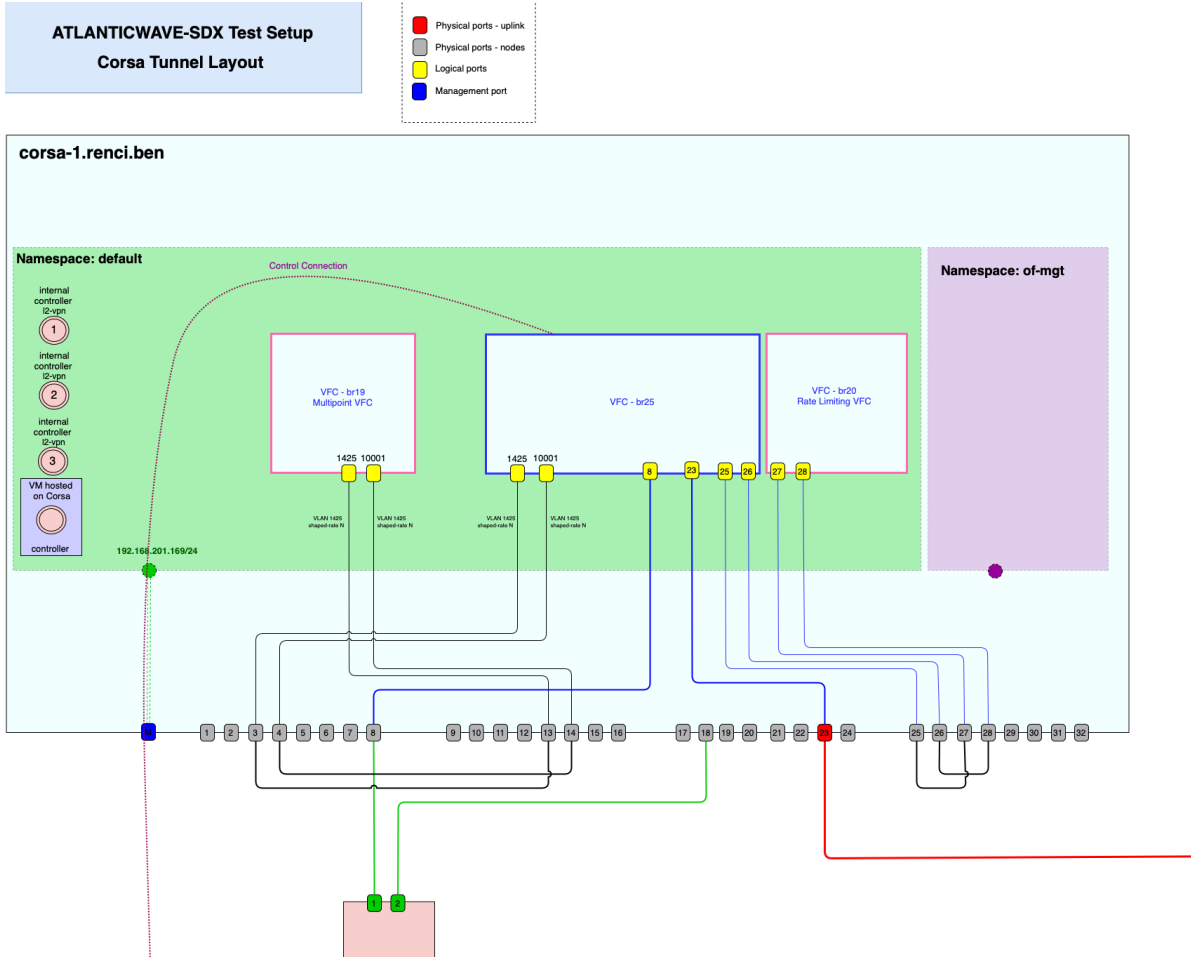 ATLANTICWAVE-SDX Test Setup
Corsa Tunnel Layout
Physical ports - uplink
Physical ports - nodes
Logical ports
Management port
corsa-1.renci.ben
Namespace: default
Control Connection
Namespace: of-mgt
internal
controller
l2-vpn
1
internal
controller
l2-vpn
2
internal
controller
l2-vpn
3
VM hosted
on Corsa
controller
192.168.201.169/24
VFC - br19
Multipoint VFC
1425 10001
VFC - br25
1425 10001
8
23
25
26
VFC - br20
Rate Limiting VFC
27
28
VLAN 1425
shaped-rate N
VLAN 1425
shaped-rate N
VLAN 1425
shaped-rate N
VLAN 1425
shaped-rate N
M
1 2 3 4 5 6 7 8
9 10 11 12 13 14 15 16
17 18 19 20 21 22 23 24
25 26 27 28 29 30 31 32
1 2